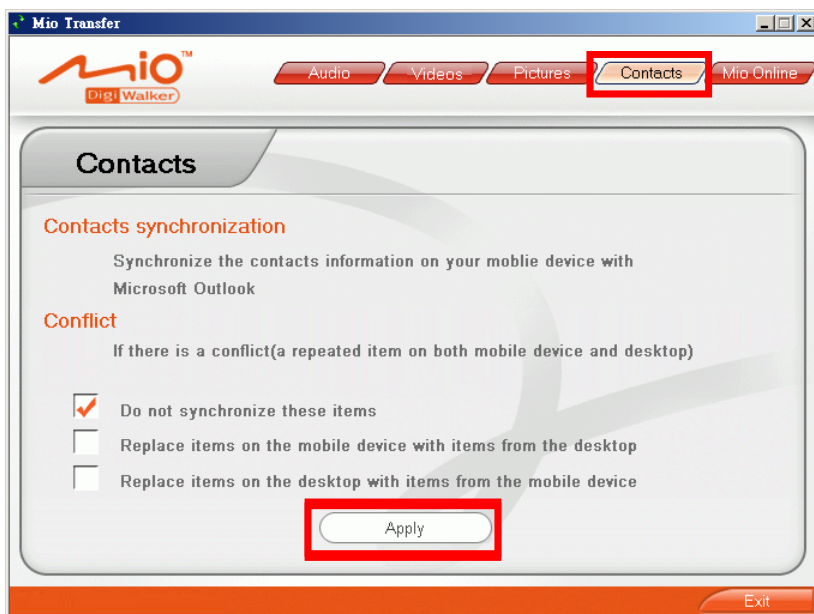 Mio Transfer
Mio™
DigiWalker
Audio Videos Pictures Contacts Mio Online
Contacts
Contacts synchronization
Synchronize the contacts information on your moblie device with
Microsoft Outlook
Conflict
If there is a conflict(a repeated item on both mobile device and desktop)
Do not synchronize these items
Replace items on the mobile device with items from the desktop
Replace items on the desktop with items from the mobile device
Apply
Exit